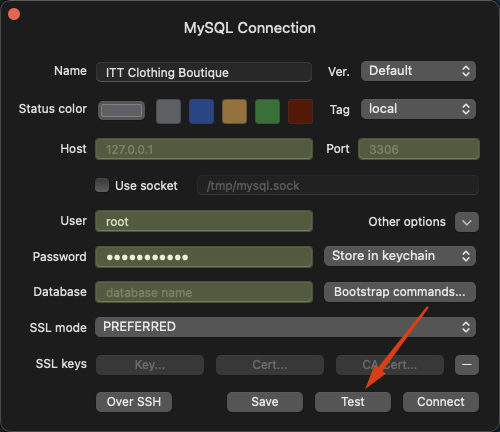 MySQL Connection
Name ITT Clothing Boutique Ver. Default
Status color Tag local
Host 127.0.0.1 Port 3306
Use socket /tmp/mysql.sock
User root Other options
Password ●●●●●●●●●●● Store in keychain
Database database name Bootstrap commands...
SSL mode PREFERRED
SSL keys Key... Cert... CA Cert...
Over SSH Save Test Connect